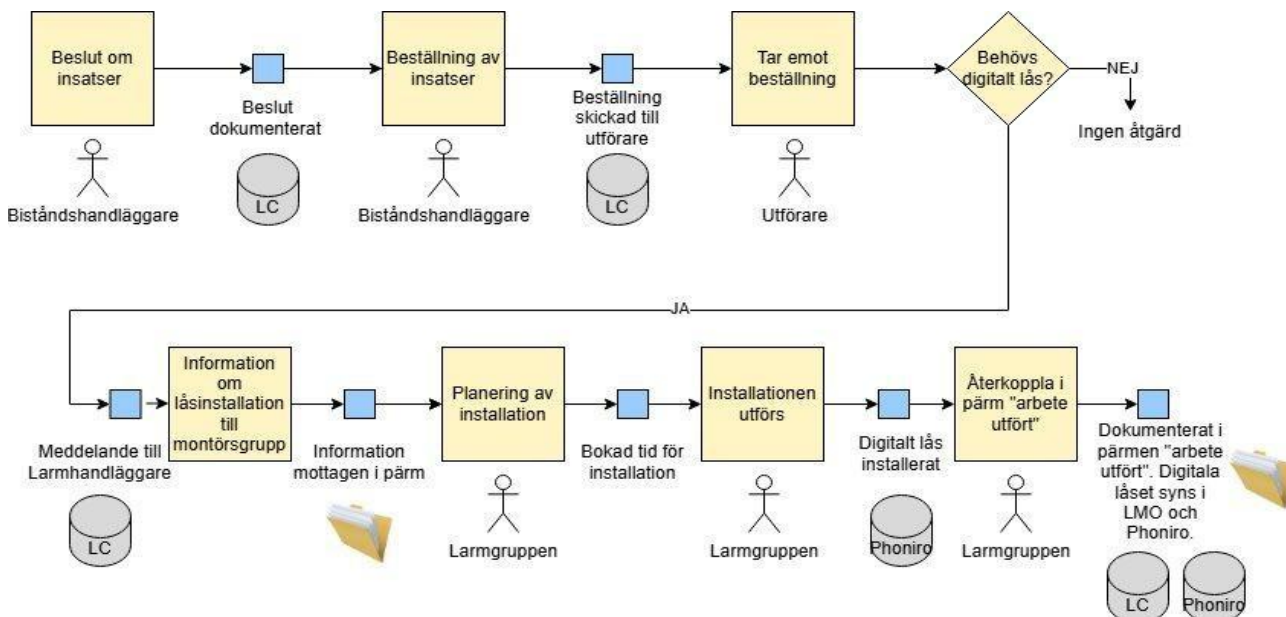 Beslut om
insatser
Beslut
dokumenterat
LC
Biståndshandläggare
Beställning av
insatser
Biståndshandläggare
Beställning
skickad till
utförare
LC
Tar emot
beställning
Utförare
Behövs
digitalt lås?
NEJ
Ingen åtgärd
JA
Meddelande till
Larmhandläggare
LC
Information
om
låsinstallation
till
montörsgrupp
Information
mottagen i pärm
Planering av
installation
Larmgruppen
Bokad tid för
installation
Installationen
utförs
Larmgruppen
Digitalt lås
installerat
Phoniro
Återkoppla i
pärm "arbete
utfört"
Larmgruppen
Dokumenterat i
pärmen "arbete
utfört". Digitala
låset syns i
LMO och
Phoniro.
LC
Phoniro